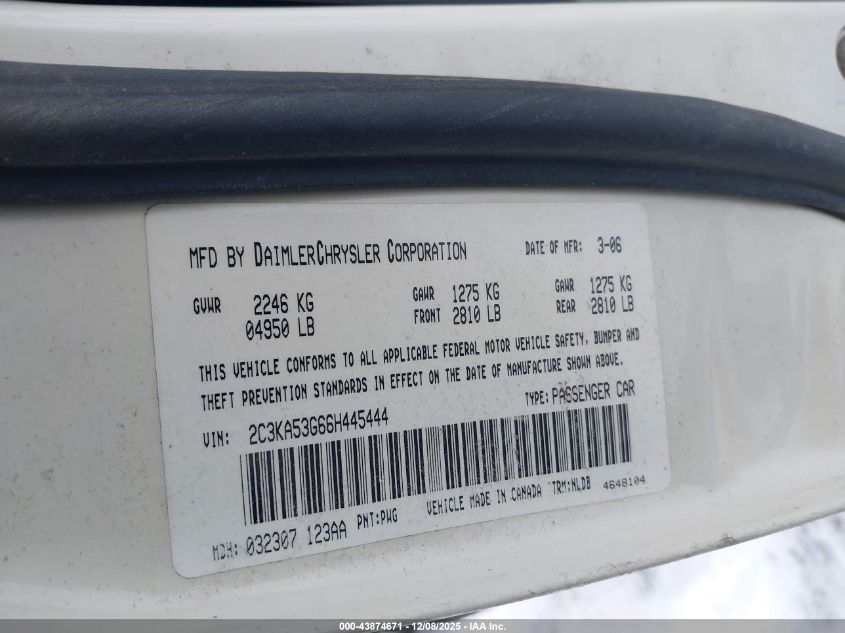 MFD BY DAIMLERCHRYSLER CORPORATION DATE OF MFR: 3-06
GVWR 2246 KG GAWR 1275 KG GAWR 1275 KG
04950 LB FRONT 2810 LB REAR 2810 LB
THIS VEHICLE CONFORMS TO ALL APPLICABLE FEDERAL MOTOR VEHICLE SAFETY, BUMPER AND
THEFT PREVENTION STANDARDS IN EFFECT ON THE DATE OF MANUFACTURE SHOWN ABOVE.
VIN: 2C3KA53G66H445444 TYPE: PASSENGER CAR
MDH: 032307 123AA PNT: PWG VEHICLE MADE IN CANADA TRM: NLDB 4648104
000-43874671 - 12/08/2025 - IAA Inc.